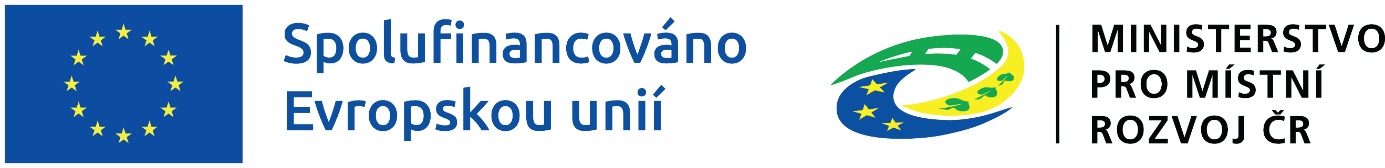 Spolufinancováno
Evropskou unií
MINISTERSTVO
PRO MÍSTNÍ
ROZVOJ ČR